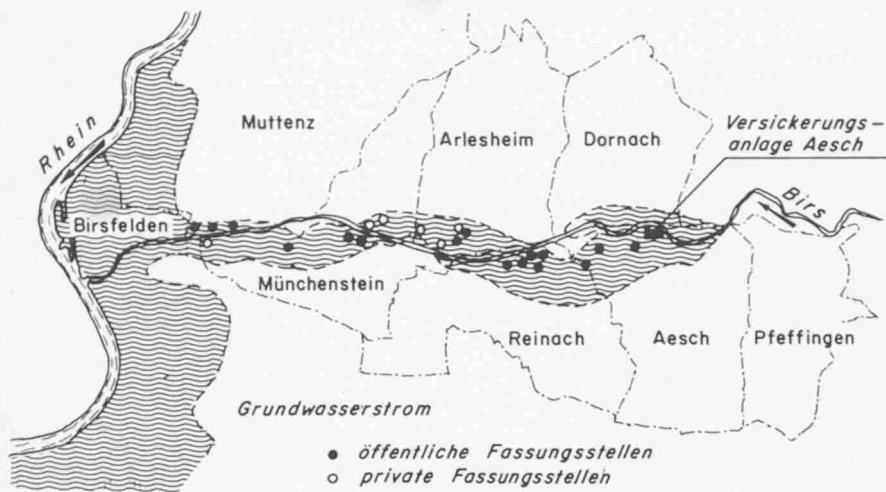 Muttenz
Arlesheim
Dornach
Versickerungs-
anlage Aesch
Rhein
Birs
Birsfelden
Münchenstein
Reinach
Aesch
Pfeffingen
Grundwasserstrom
öffentliche Fassungsstellen
private Fassungsstellen